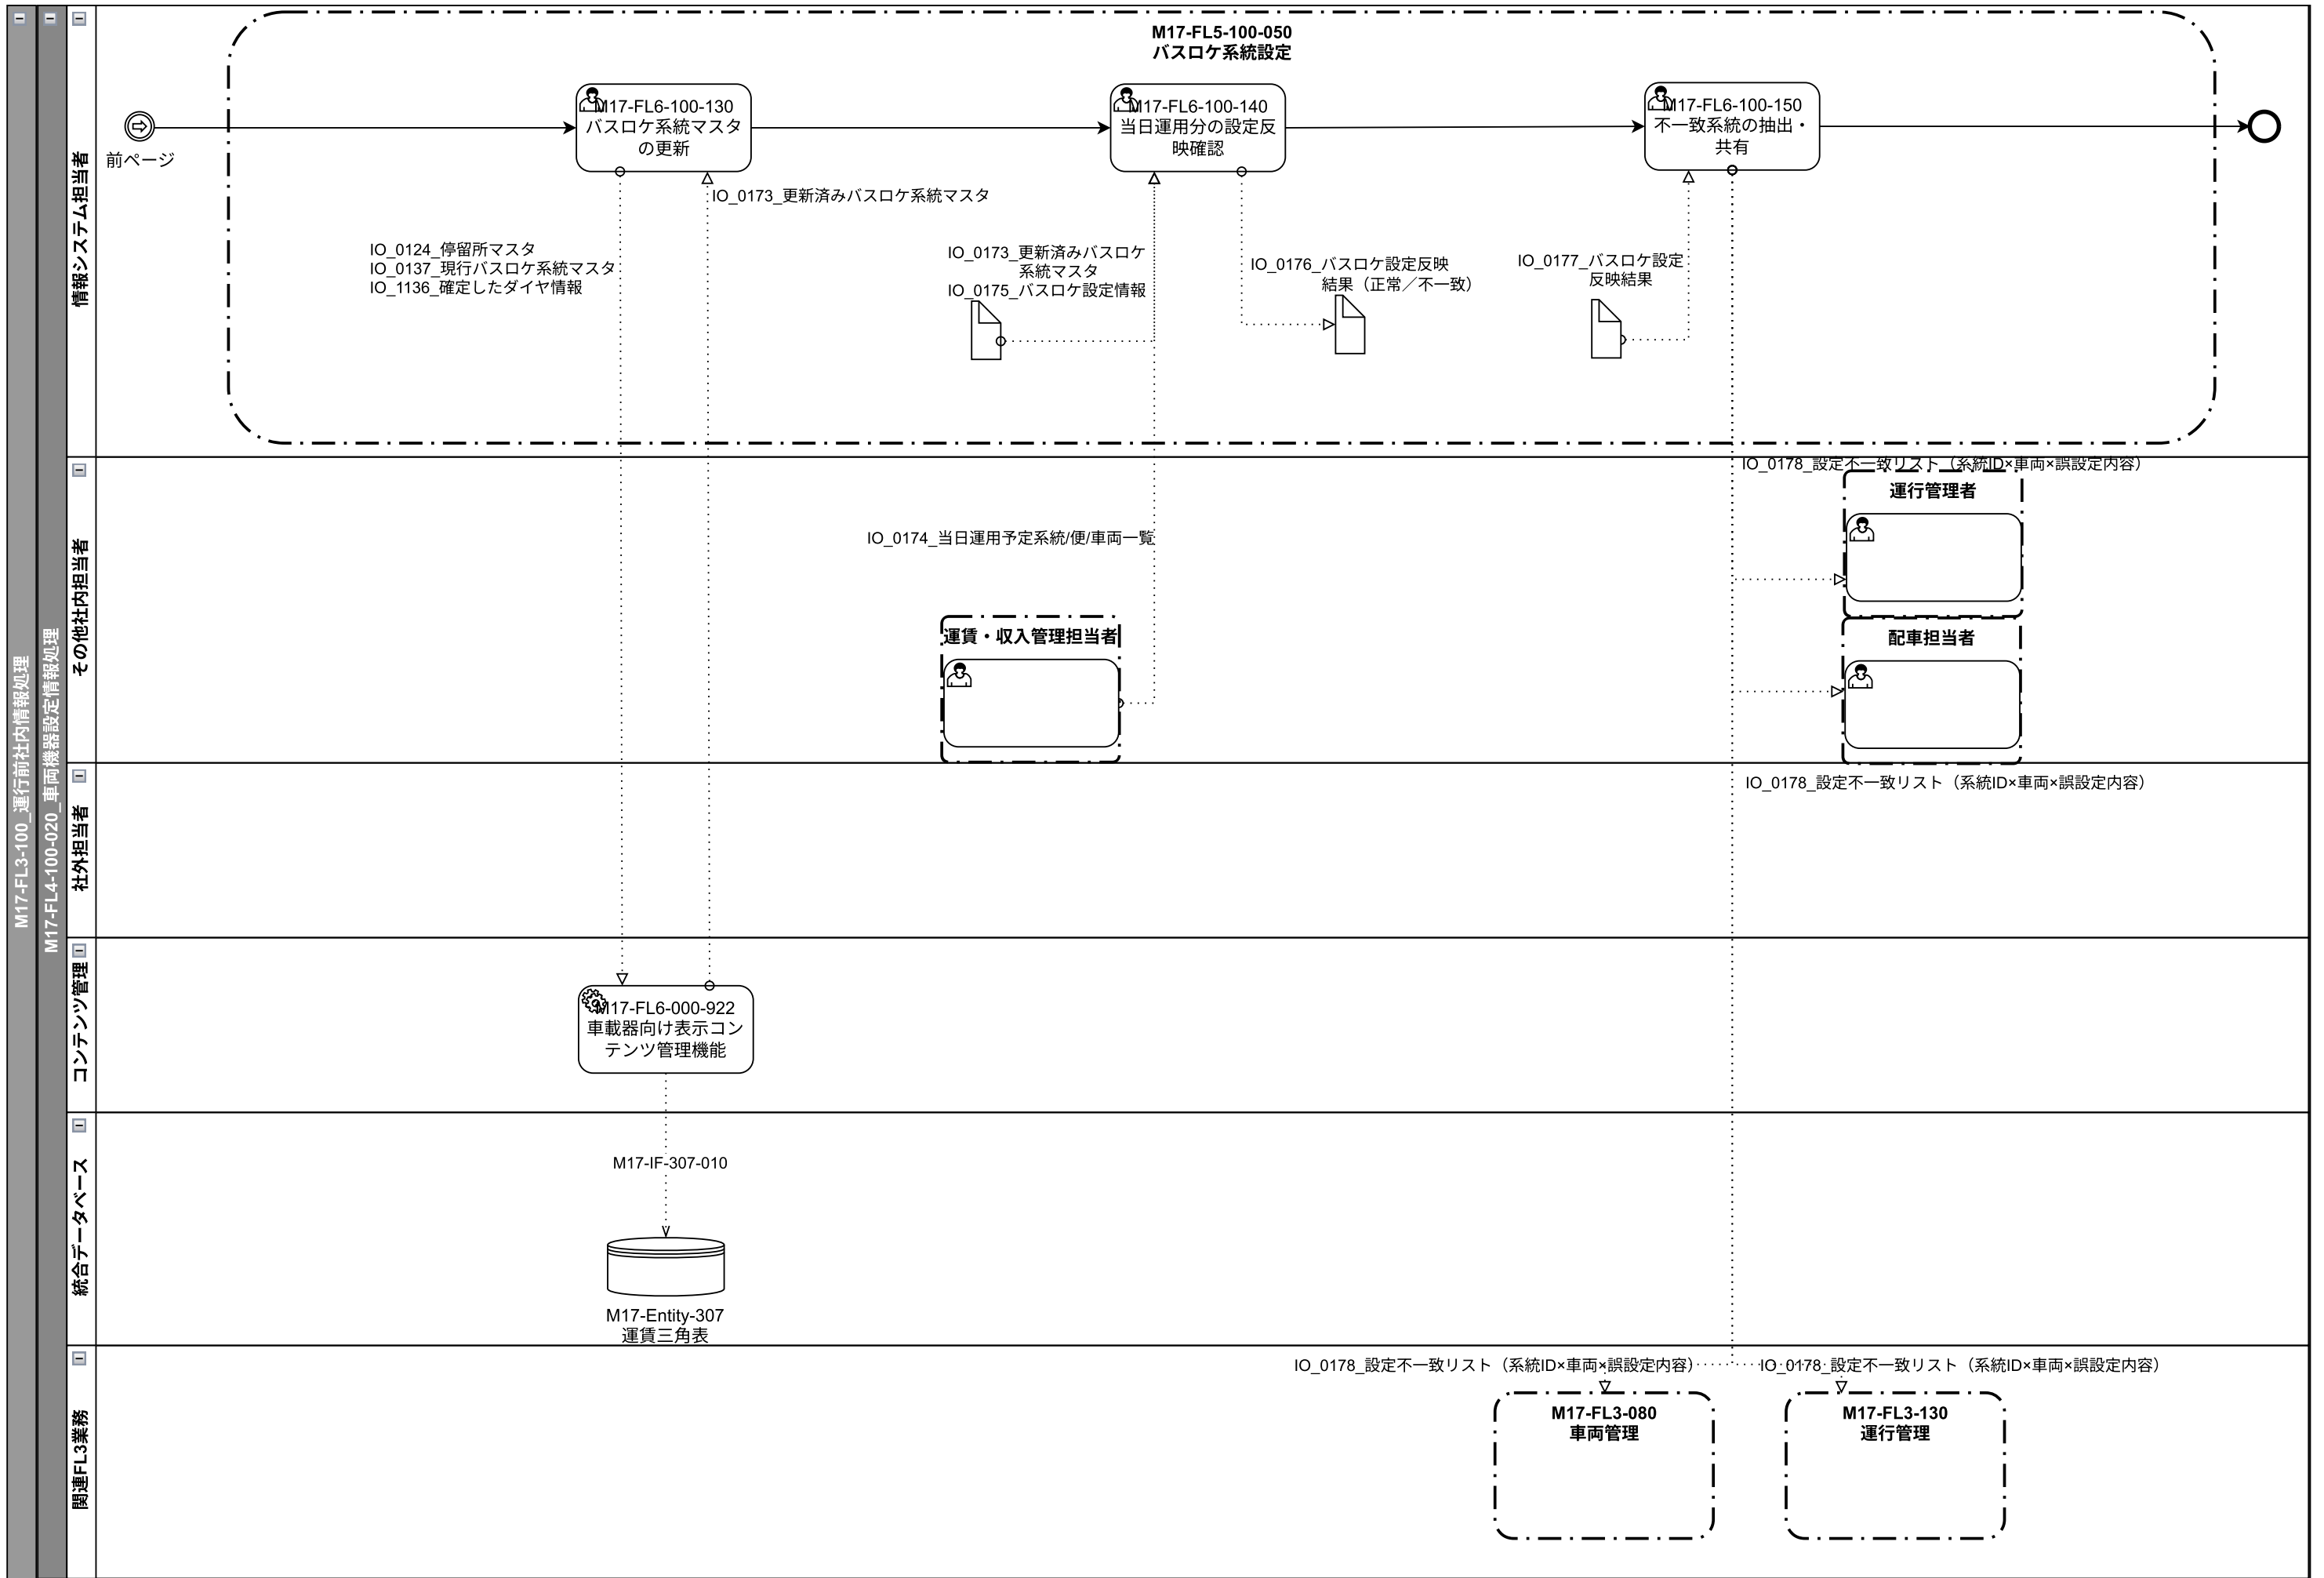 M17-FL3-100_運行前社内情報処理
M17-FL4-100-020_車両機器設定情報処理
情報システム担当者
M17-FL5-100-050
バスロケ系統設定
前ページ
M17-FL6-100-130
バスロケ系統マスタ
の更新
M17-FL6-100-140
当日運用分の設定反
映確認
M17-FL6-100-150
不一致系統の抽出・
共有
IO_0173_更新済みバスロケ系統マスタ
IO_0124_停留所マスタ
IO_0137_現行バスロケ系統マスタ
IO_1136_確定したダイヤ情報
IO_0173_更新済みバスロケ
系統マスタ
IO_0175_バスロケ設定情報
IO_0176_バスロケ設定反映
結果（正常／不一致）
IO_0177_バスロケ設定
反映結果
その他社内担当者
IO_0178_設定不一致リスト（系統ID×車両×誤設定内容）
運行管理者
IO_0174_当日運用予定系統/便/車両一覧
運賃・収入管理担当者
配車担当者
社外担当者
IO_0178_設定不一致リスト（系統ID×車両×誤設定内容）
コンテンツ管理
M17-FL6-000-922
車載器向け表示コン
テンツ管理機能
統合データベース
M17-IF-307-010
M17-Entity-307
運賃三角表
関連FL3業務
IO_0178_設定不一致リスト（系統ID×車両×誤設定内容）
IO_0178_設定不一致リスト（系統ID×車両×誤設定内容）
M17-FL3-080
車両管理
M17-FL3-130
運行管理